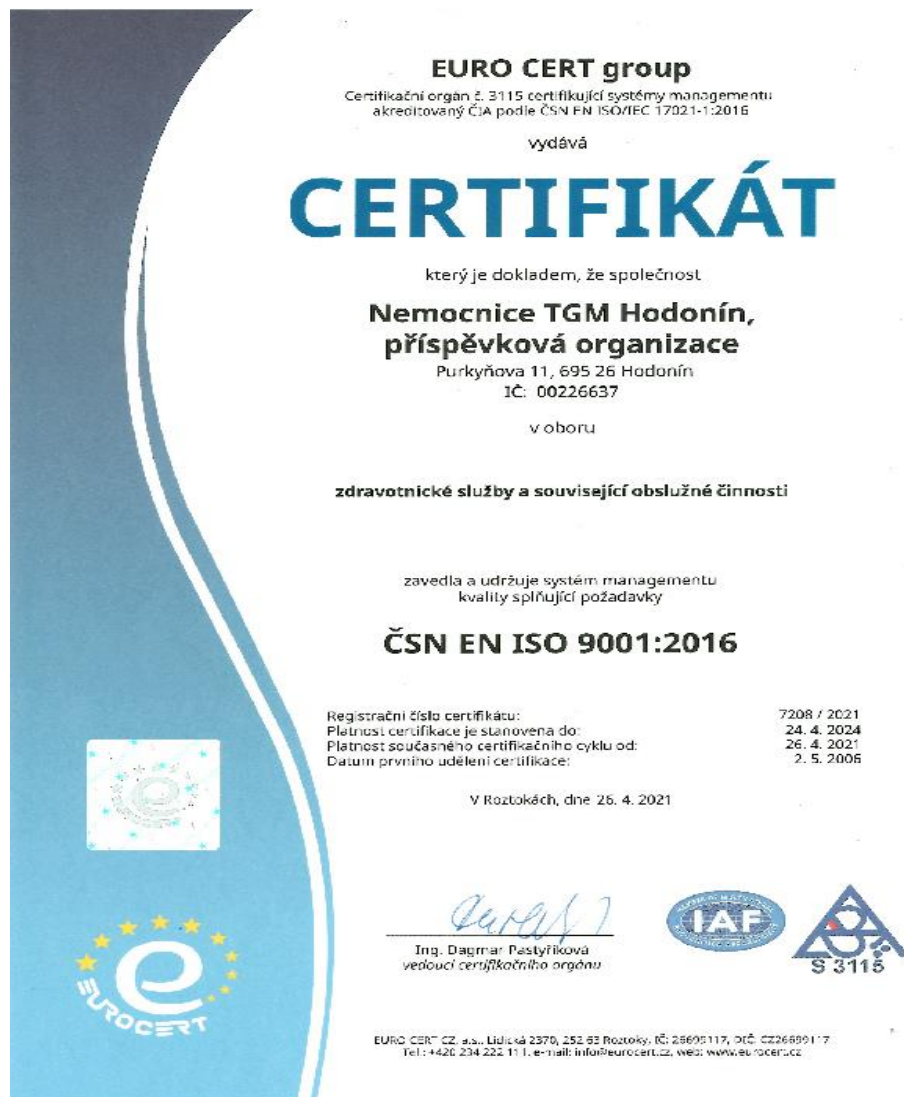 EURO CERT group
Certifikační orgán č. 3115 certifikující systémy managementu
akreditovaný ČIA podle ČSN EN ISO/IEC 17021-1:2016
vydává
CERTIFIKÁT
který je dokladem, že společnost
Nemocnice TGM Hodonín,
příspěvková organizace
Purkyňova 11, 695 26 Hodonín
IČ: 00226637
v oboru
zdravotnické služby a související obslužné činnosti
zavedla a udržuje systém managementu
kvality splňující požadavky
ČSN EN ISO 9001:2016
Registrační číslo certifikátu: 7208 / 2021
Platnost certifikace je stanovena do: 24. 4. 2024
Platnost současného certifikačního cyklu od: 26. 4. 2021
Datum prvního udělení certifikace: 2. 5. 2006
V Roztokách, dne 26. 4. 2021
Ing. Dagmar Pastyříková
vedoucí certifikačního orgánu
IAF
S 3115
EUROCERT
EURO CERT CZ, a.s., Lidická 2370, 252 63 Roztoky, IČ: 26699117, DIČ: CZ26699117
Tel.: +420 234 222 111, e-mail: info@eurocert.cz, web: www.eurocert.cz